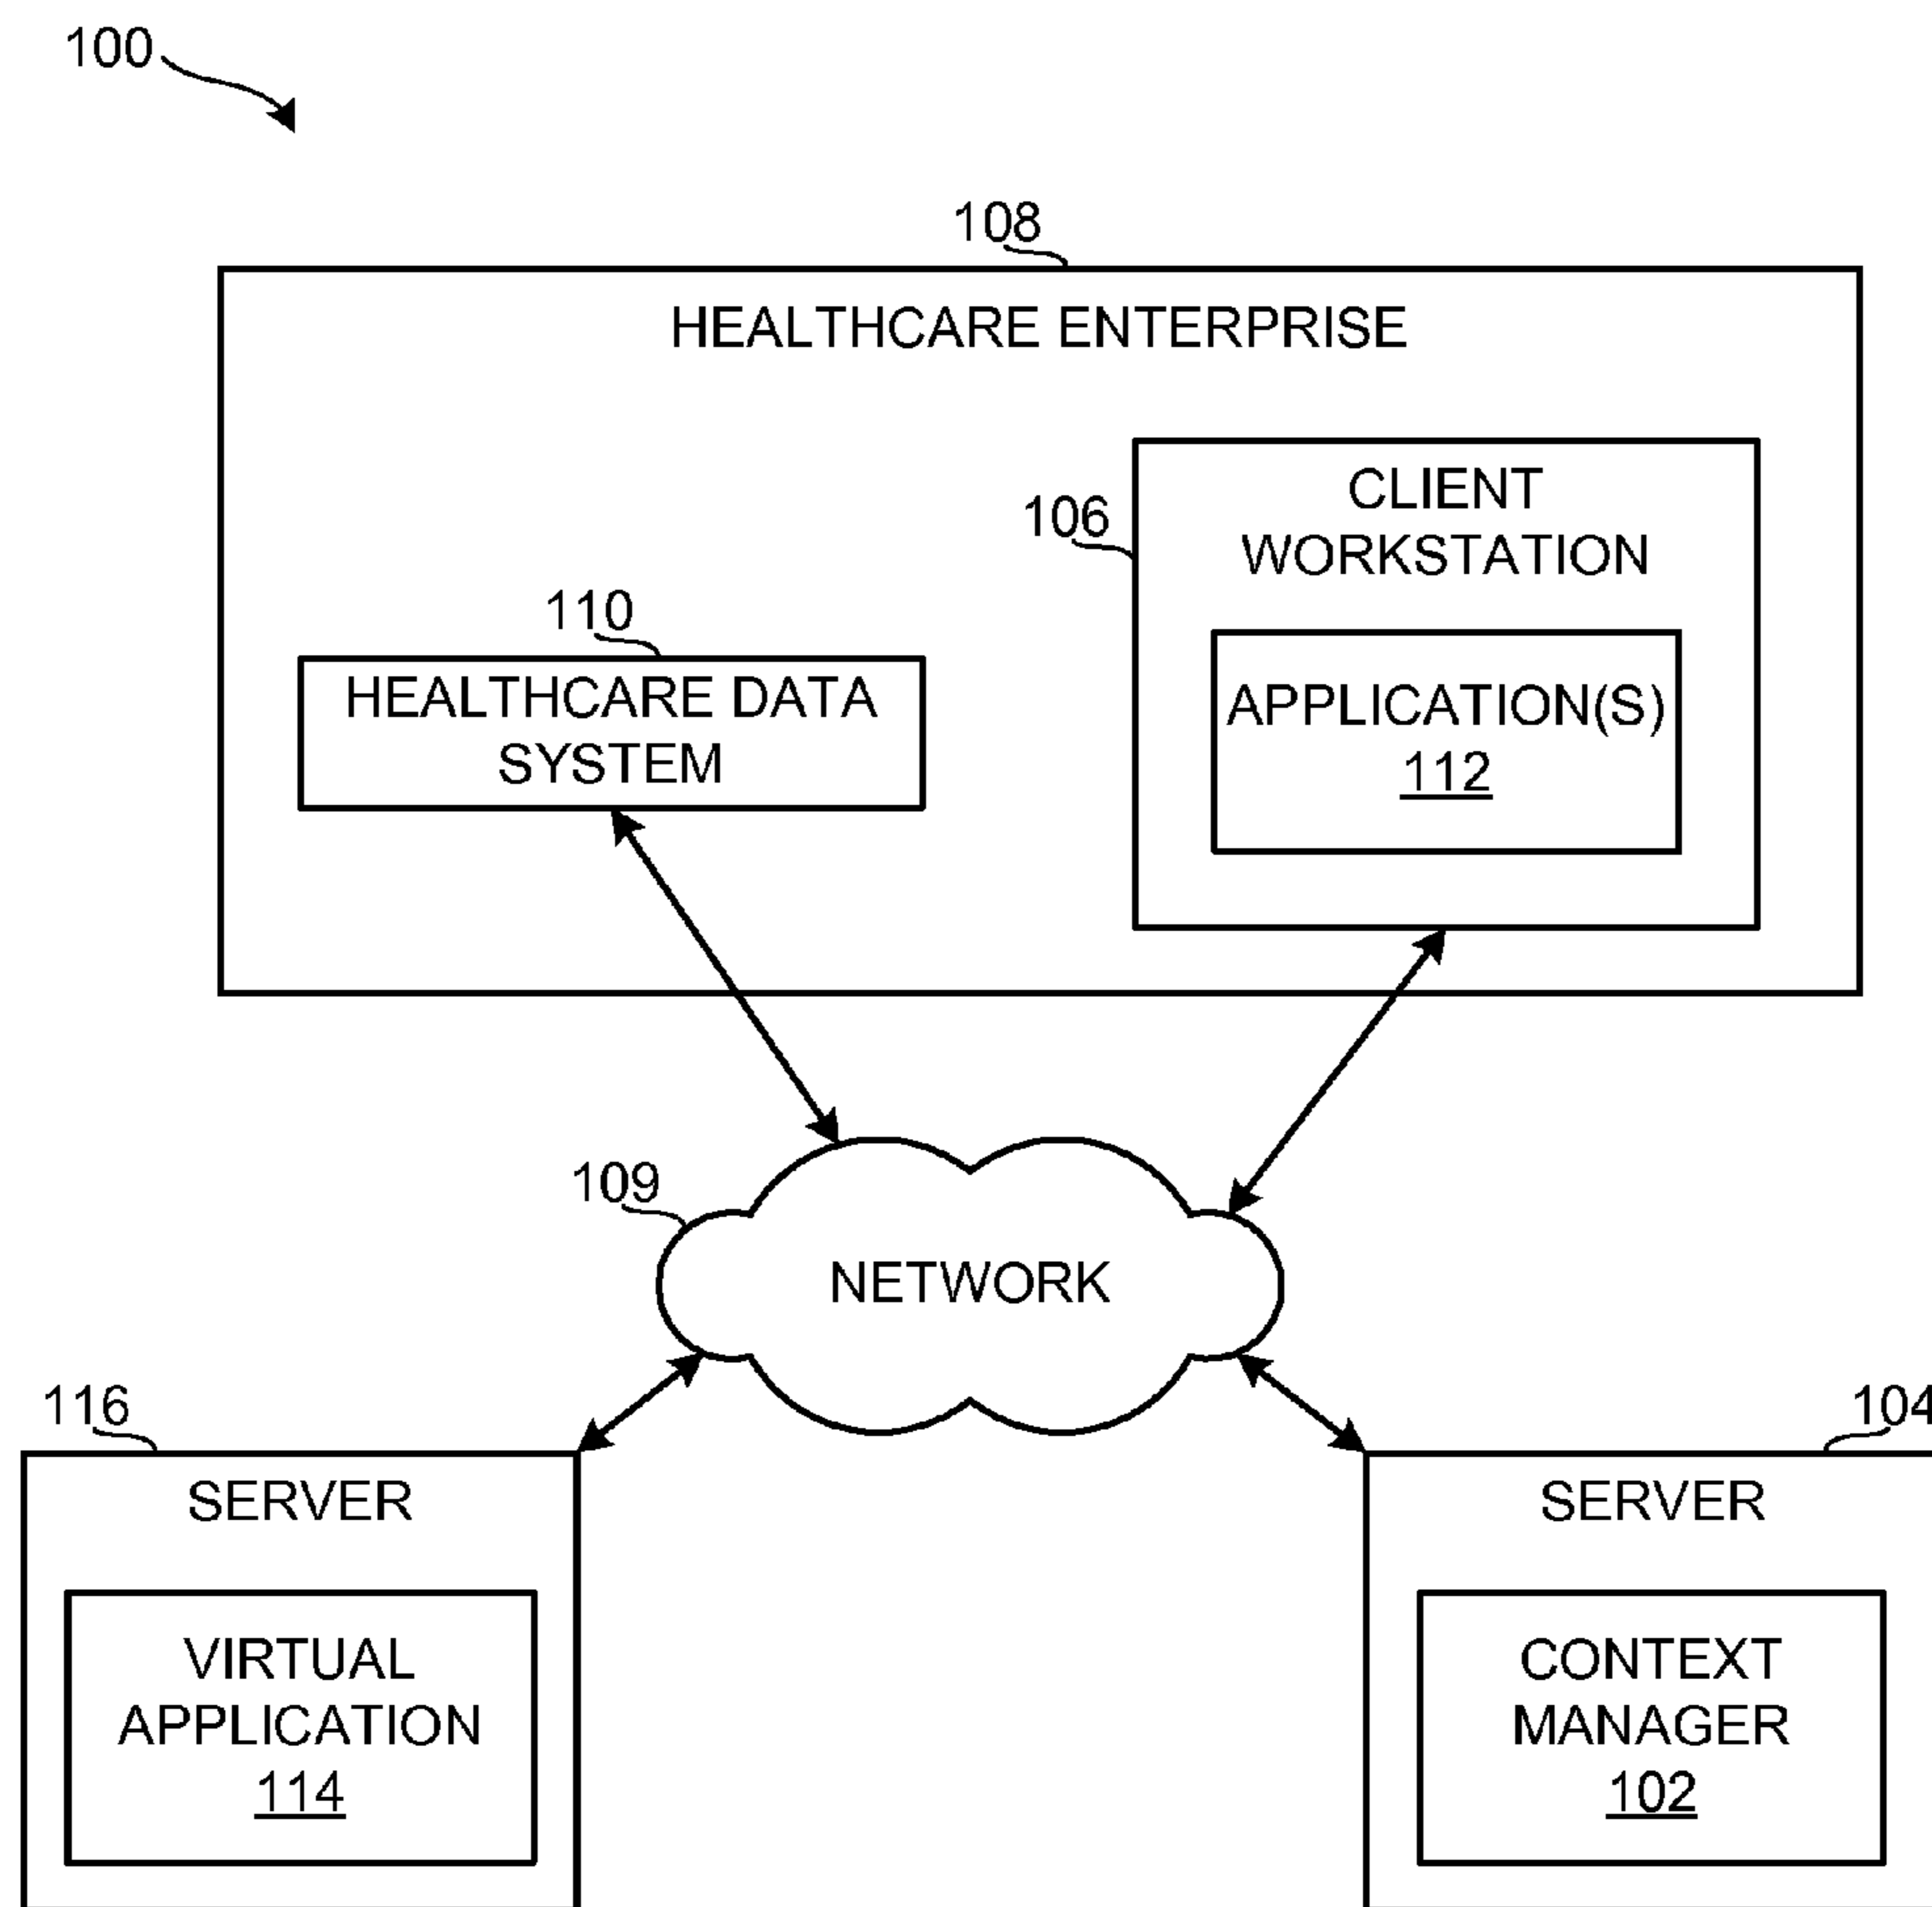 100
108
HEALTHCARE ENTERPRISE
106
CLIENT
WORKSTATION
110
HEALTHCARE DATA
SYSTEM
APPLICATION(S)
112
109
NETWORK
116
104
SERVER
SERVER
VIRTUAL
APPLICATION
114
CONTEXT
MANAGER
102